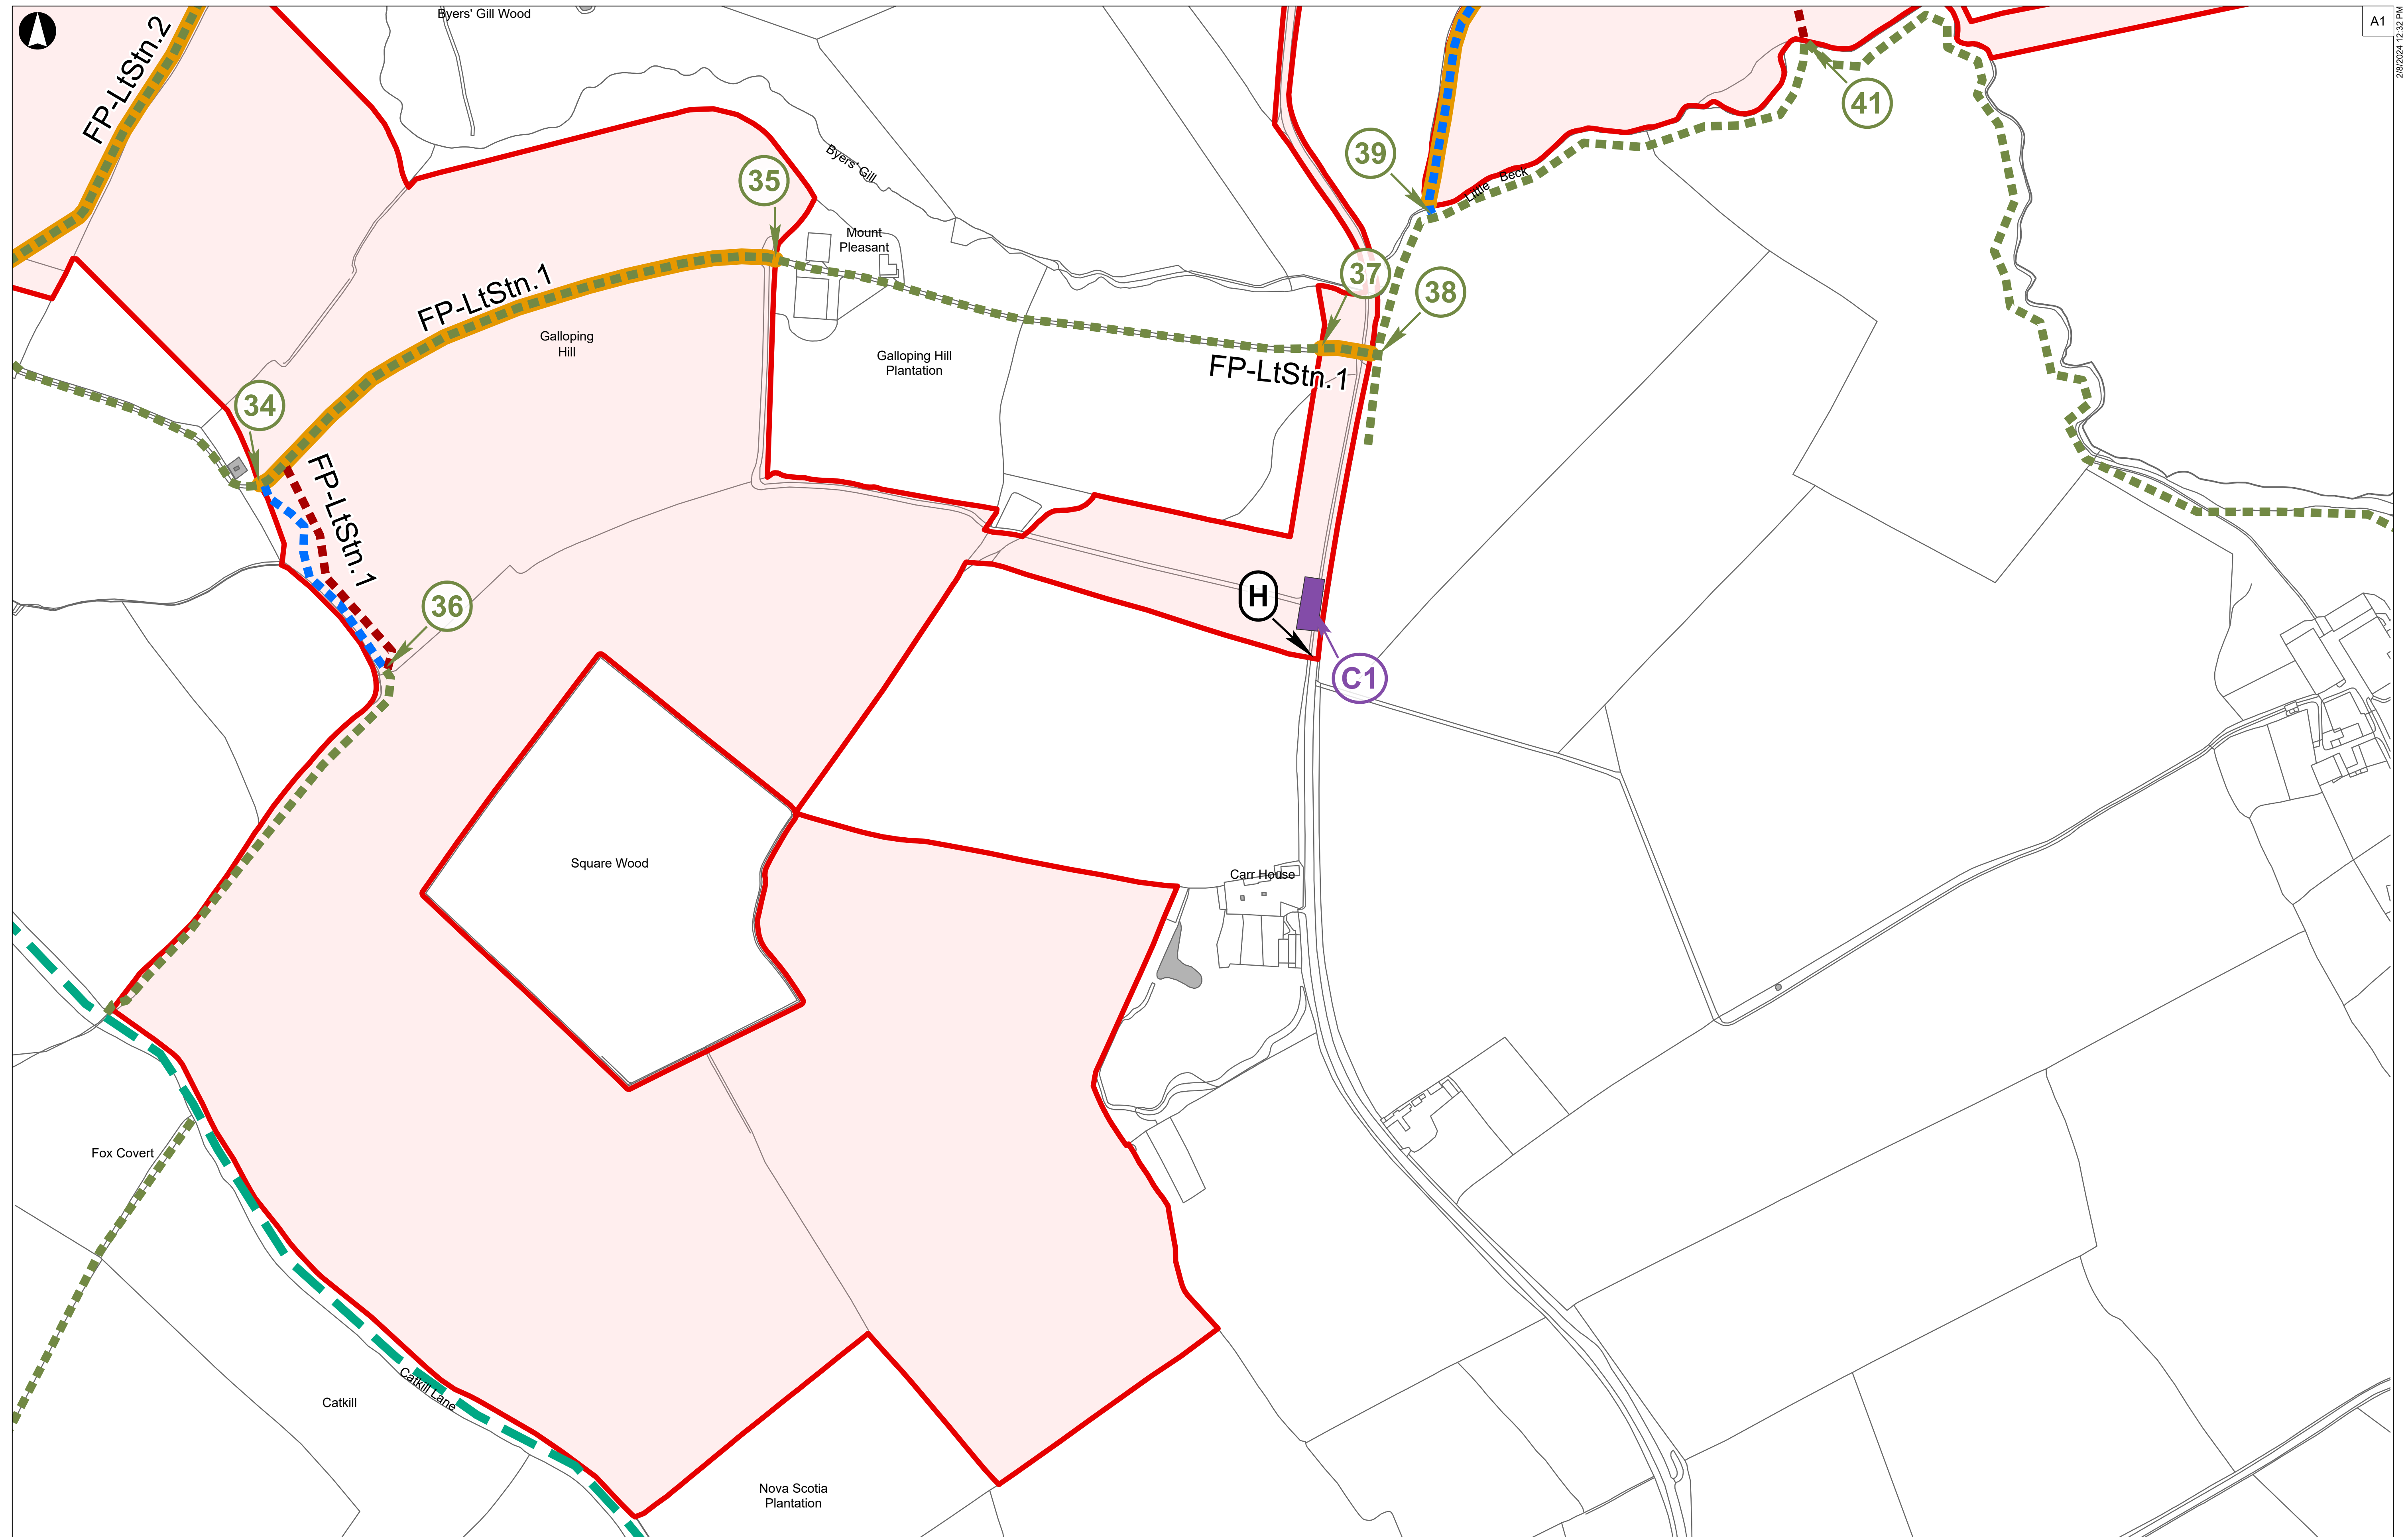 Byers' Gill Wood
A1
2/8/2024 12:32 PM
FP-LtStn.2
41
39
Byers' Gill
35
Little Beck
Mount
Pleasant
37
38
FP-LtStn.1
Galloping
Hill
Galloping Hill
Plantation
FP-LtStn.1
34
FP-LtStn.1
36
H
C1
Square Wood
Carr House
Fox Covert
Catkill Lane
Catkill
Nova Scotia
Plantation